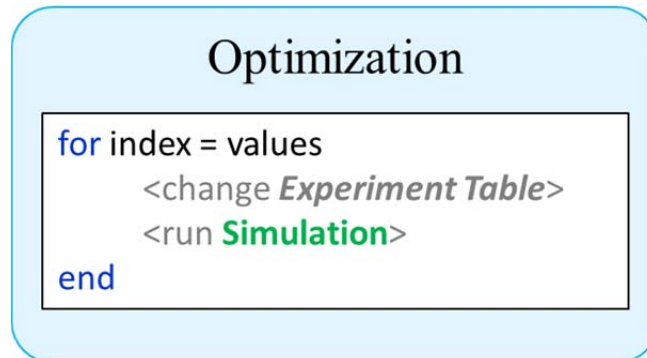 Optimization
for index = values
<change Experiment Table>
<run Simulation>
end